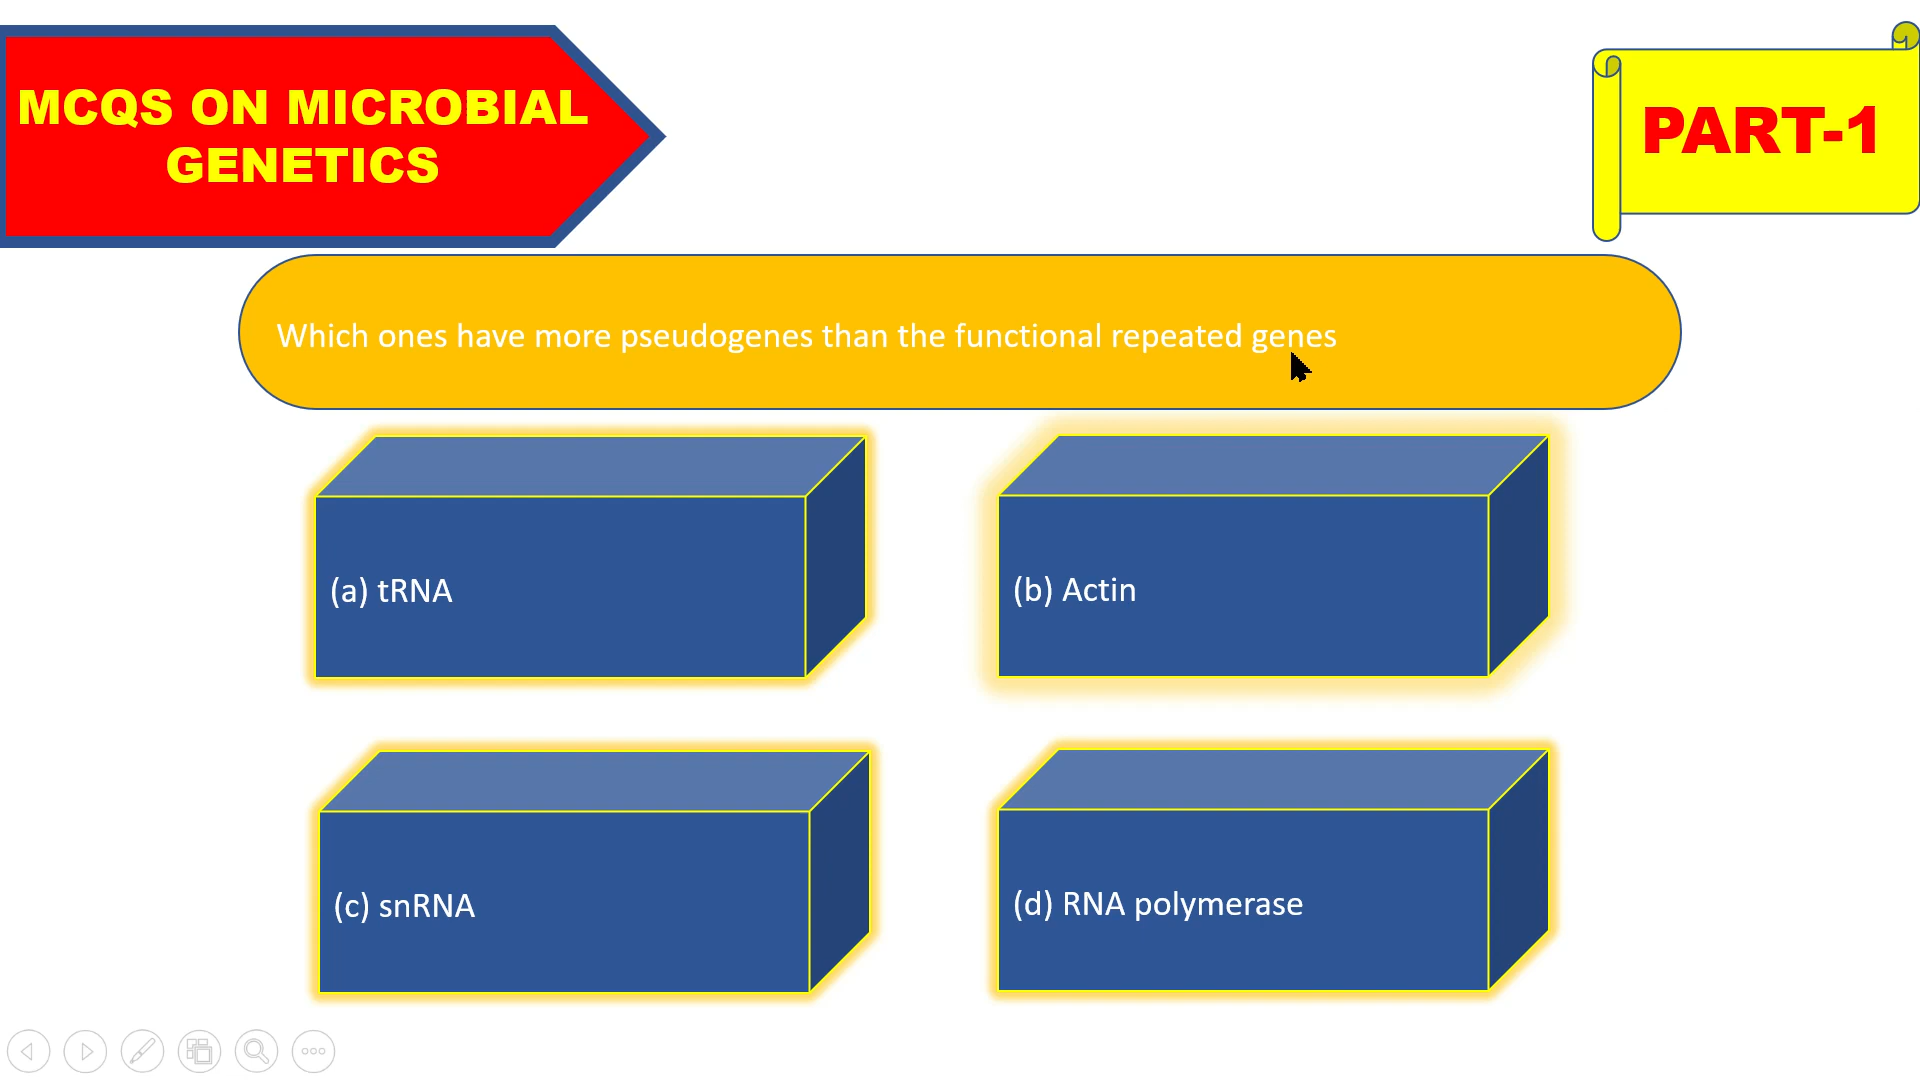 MCQS ON MICROBIAL
GENETICS
PART-1
Which ones have more pseudogenes than the functional repeated genes
(a) tRNA
(b) Actin
(c) snRNA
(d) RNA polymerase